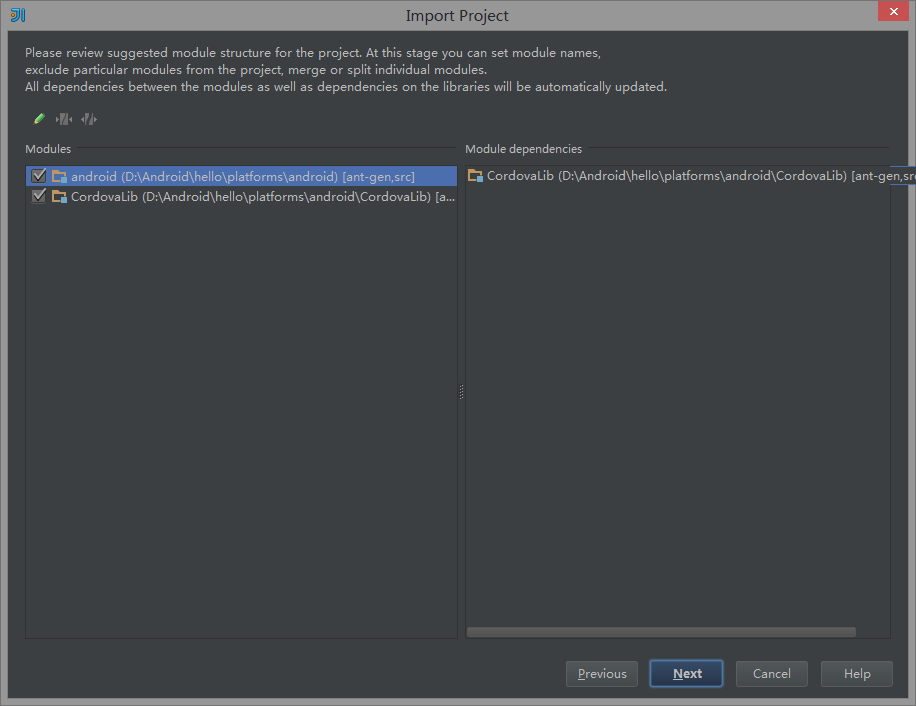 Import Project
Please review suggested module structure for the project. At this stage you can set module names,
exclude particular modules from the project, merge or split individual modules.
All dependencies between the modules as well as dependencies on the libraries will be automatically updated.
Modules
android (D:\Android\hello\platforms\android) [ant-gen,src]
CordovaLib (D:\Android\hello\platforms\android\CordovaLib) [a...
Module dependencies
CordovaLib (D:\Android\hello\platforms\android\CordovaLib) [ant-gen,sr
Previous
Next
Cancel
Help